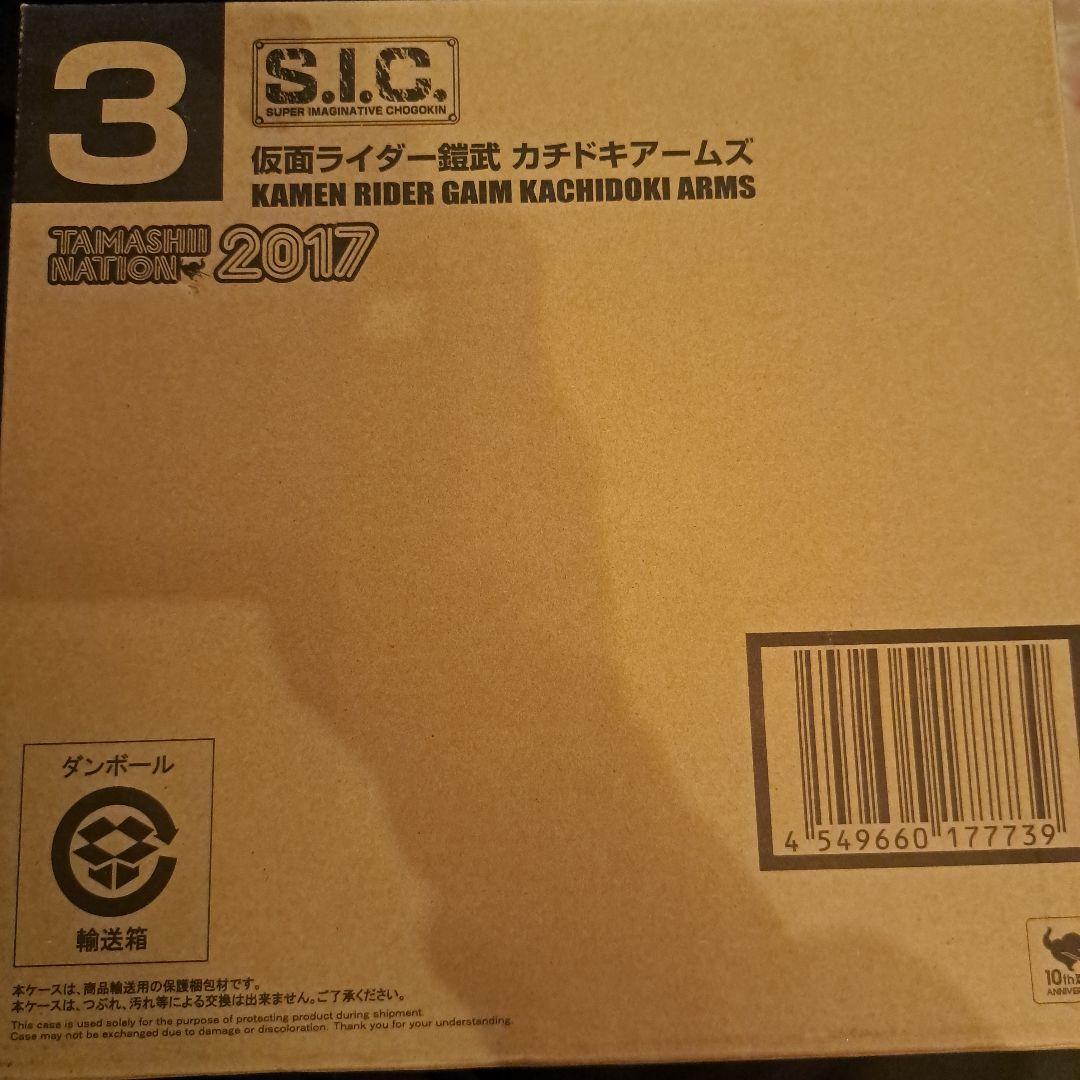 3
S.I.C.
SUPER IMAGINATIVE CHOGOKIN
仮面ライダー鎧武 カチドキアームズ
KAMEN RIDER GAIM KACHIDOKI ARMS
TAMASHII
NATION 2017
4 549660 177739
ダンボール
輸送箱
10th
本ケースは、商品輸送用の保護梱包材です。
本ケースは、つぶれ、汚れ等による交換は出来ません。ご了承ください。
This case is used solely for the purpose of protecting product during shipment.
Case may not be exchanged due to damage or discoloration. Thank you for your understanding.